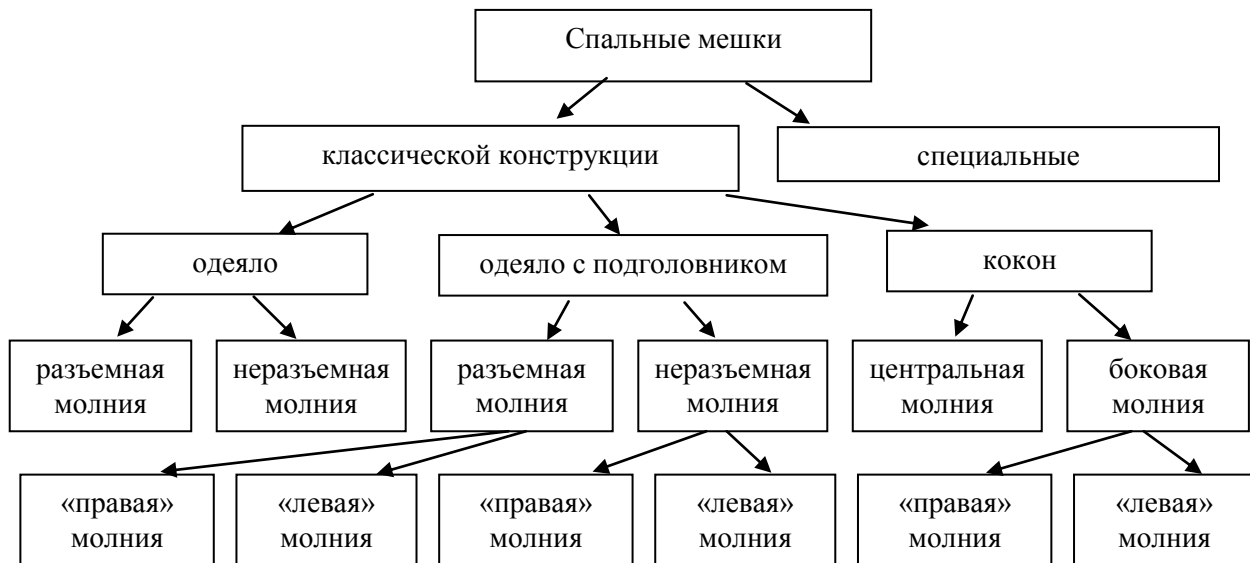 Спальные мешки
классической конструкции
специальные
одеяло
одеяло с подголовником
кокон
разъемная
молния
неразъемная
молния
разъемная
молния
неразъемная
молния
центральная
молния
боковая
молния
«правая»
молния
«левая»
молния
«правая»
молния
«левая»
молния
«правая»
молния
«левая»
молния